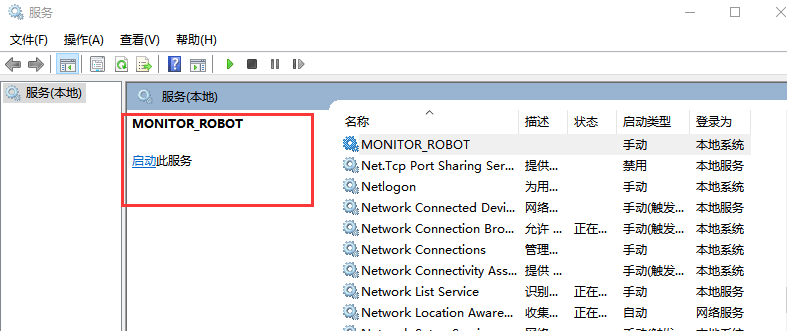 服务
文件(F) 操作(A) 查看(V) 帮助(H)
服务(本地)
服务(本地)
MONITOR_ROBOT
启动此服务
名称 描述 状态 启动类型 登录为
MONITOR_ROBOT 手动 本地系统
Net.Tcp Port Sharing Ser... 提供... 禁用 本地服务
Netlogon 为用... 手动 本地系统
Network Connected Devi... 网络... 手动(触发... 本地服务
Network Connection Bro... 允许 ... 正在... 手动(触发... 本地系统
Network Connections 管理... 手动 本地系统
Network Connectivity Ass... 提供 ... 手动(触发... 本地系统
Network List Service 识别... 正在... 手动 本地服务
Network Location Aware... 收集... 正在... 自动 网络服务